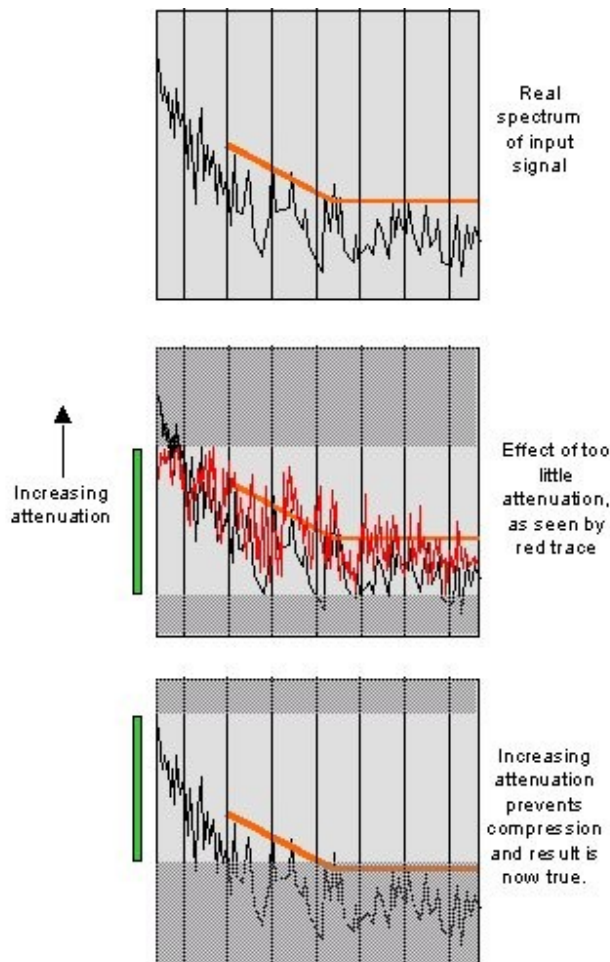 Real
spectrum
of input
signal
Increasing
attenuation
Effect of too
little
attenuation,
as seen by
red trace
Increasing
attenuation
prevents
compression
and result is
now true.